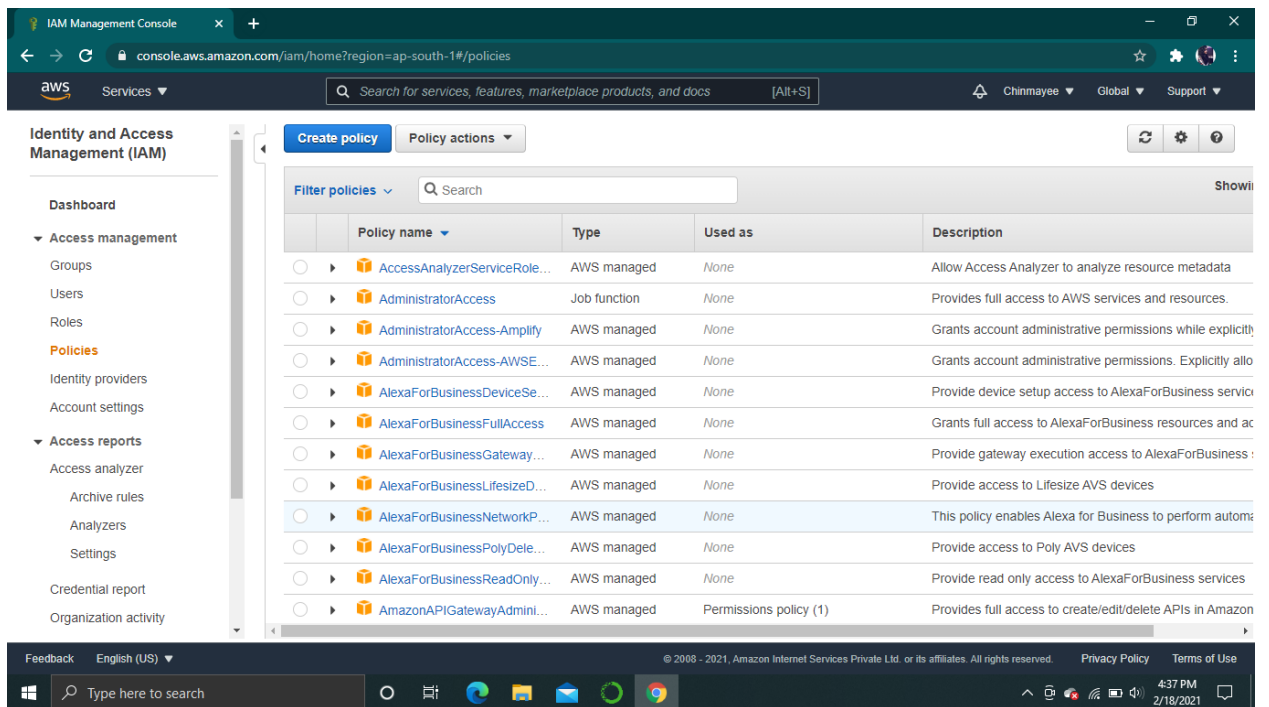 IAM Management Console
console.aws.amazon.com/iam/home?region=ap-south-1#/policies
aws Services Search for services, features, marketplace products, and docs [Alt+S] Chinmayee Global Support
Identity and Access
Management (IAM)
Dashboard
Access management
Groups
Users
Roles
Policies
Identity providers
Account settings
Access reports
Access analyzer
Archive rules
Analyzers
Settings
Credential report
Organization activity
Create policy Policy actions
Filter policies Search Showi
Policy name Type Used as Description
AccessAnalyzerServiceRole... AWS managed None Allow Access Analyzer to analyze resource metadata
AdministratorAccess Job function None Provides full access to AWS services and resources.
AdministratorAccess-Amplify AWS managed None Grants account administrative permissions while explicitly
AdministratorAccess-AWSE... AWS managed None Grants account administrative permissions. Explicitly allo
AlexaForBusinessDeviceSe... AWS managed None Provide device setup access to AlexaForBusiness service
AlexaForBusinessFullAccess AWS managed None Grants full access to AlexaForBusiness resources and ac
AlexaForBusinessGateway... AWS managed None Provide gateway execution access to AlexaForBusiness s
AlexaForBusinessLifesizeD... AWS managed None Provide access to Lifesize AVS devices
AlexaForBusinessNetworkP... AWS managed None This policy enables Alexa for Business to perform automa
AlexaForBusinessPolyDele... AWS managed None Provide access to Poly AVS devices
AlexaForBusinessReadOnly... AWS managed None Provide read only access to AlexaForBusiness services
AmazonAPIGatewayAdmini... AWS managed Permissions policy (1) Provides full access to create/edit/delete APIs in Amazon
Feedback English (US) © 2008 - 2021, Amazon Internet Services Private Ltd. or its affiliates. All rights reserved. Privacy Policy Terms of Use
Type here to search
4:37 PM
2/18/2021